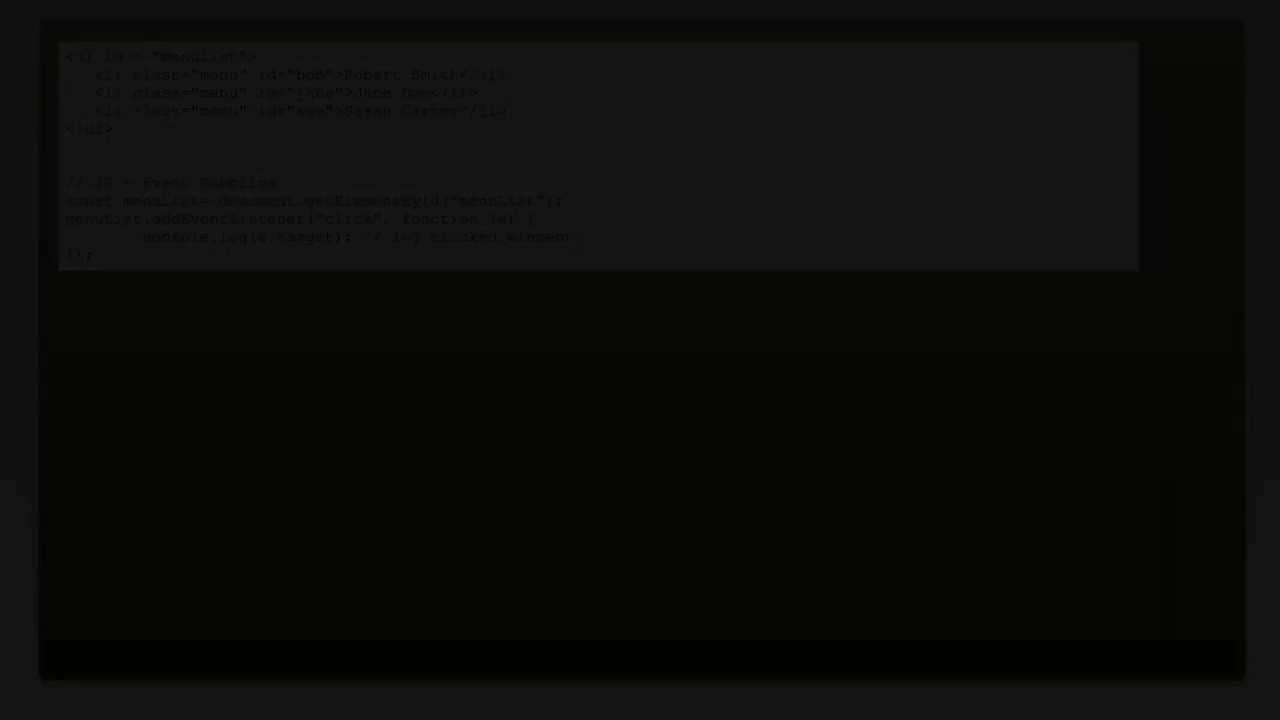 <ul id = "menuList">
<li class="menu" id="bob">Robert Smith</li>
<li class="menu" id="jane">Jane Dow</li>
<li class="menu" id="sue">Susan Carter</li>
</ul>
// JS - Event Bubbling
const menuList= document.getElementById("menuList");
menuList.addEventListener("click", function (e) {
console.log(e.target); // log clicked element
});